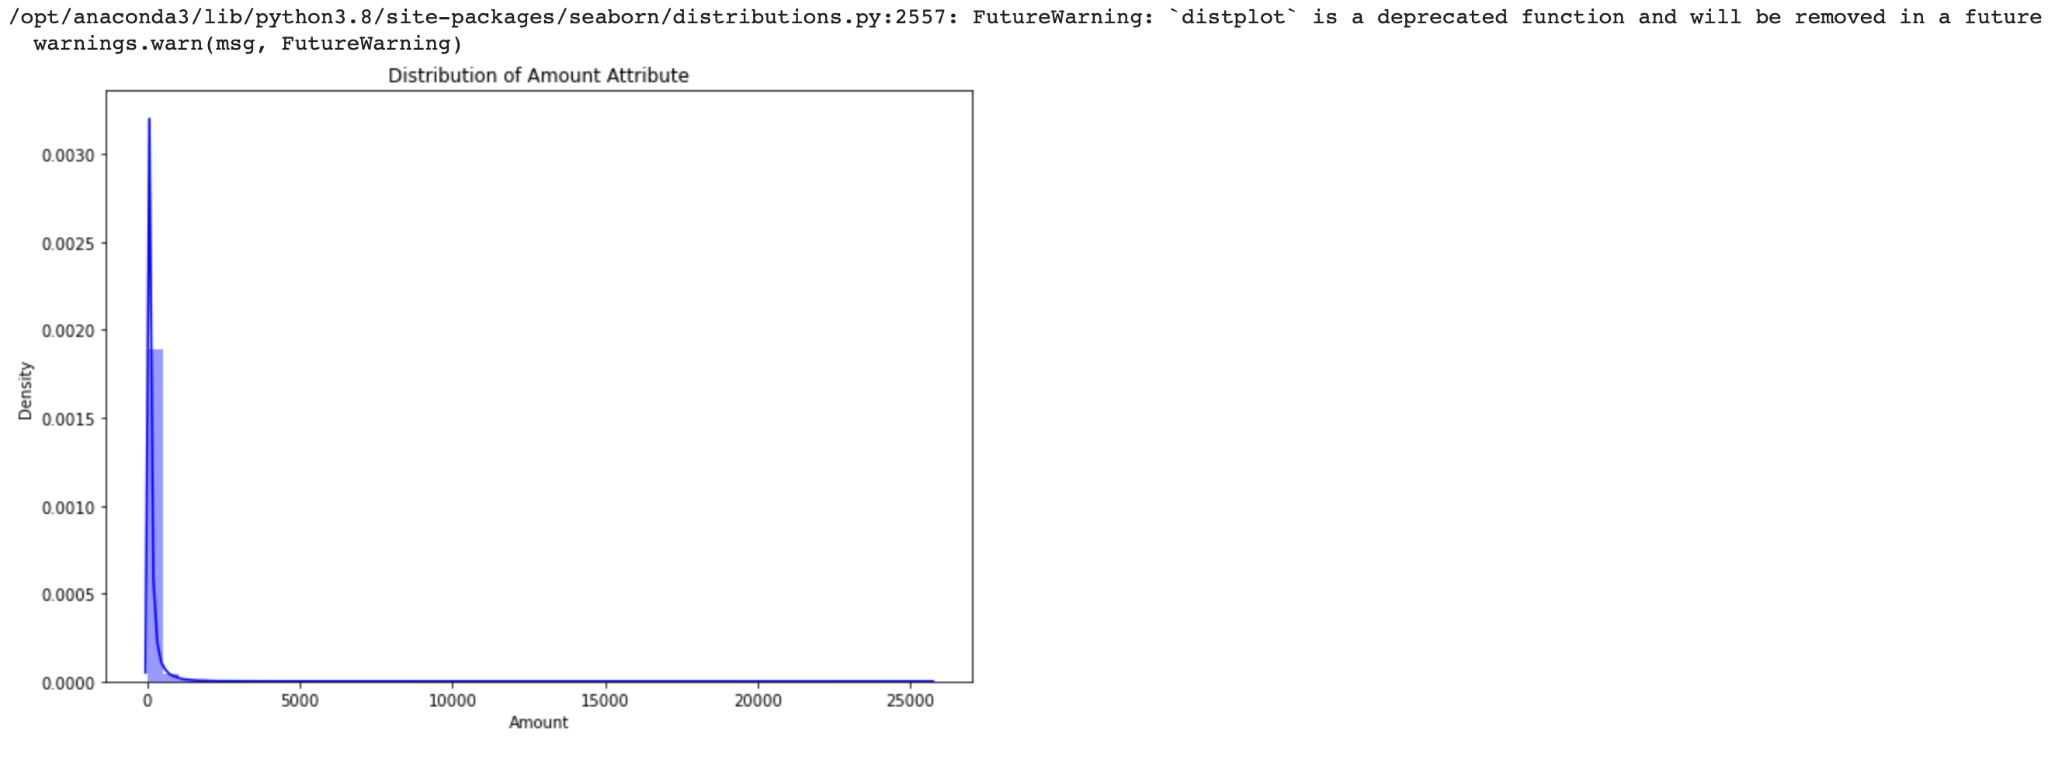 /opt/anaconda3/lib/python3.8/site-packages/seaborn/distributions.py:2557: FutureWarning: `distplot` is a deprecated function and will be removed in a future
warnings.warn(msg, FutureWarning)
Distribution of Amount Attribute
0.0030
0.0025
0.0020
0.0015
0.0010
0.0005
0.0000
Density
0 5000 10000 15000 20000 25000
Amount